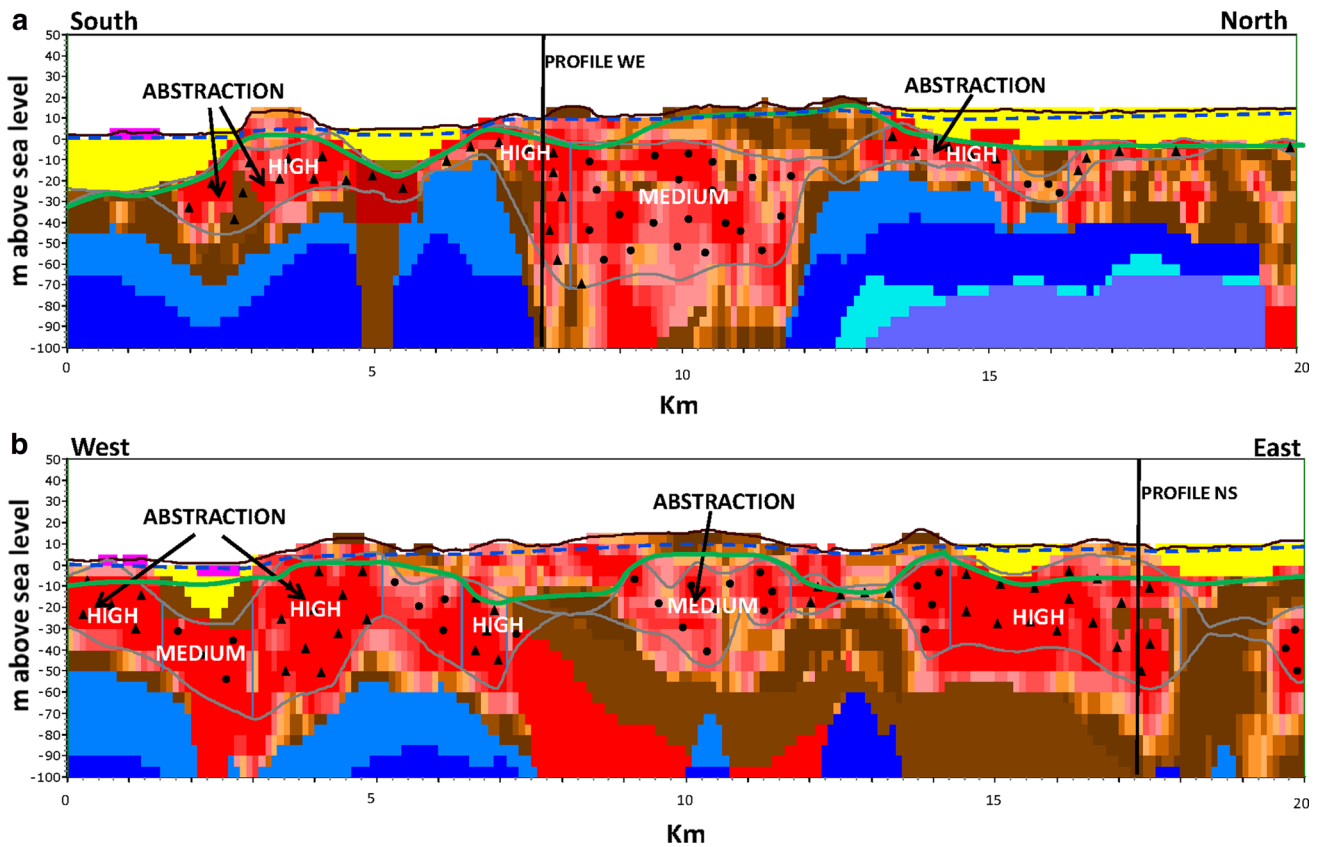 a
South
North
50
40
30
20
10
0
-10
-20
-30
-40
-50
-60
-70
-80
-90
-100
m above sea level
PROFILE WE
ABSTRACTION
ABSTRACTION
HIGH
HIGH
MEDIUM
HIGH
0 5 10 15 20
Km
b
West
East
50
40
30
20
10
0
-10
-20
-30
-40
-50
-60
-70
-80
-90
-100
m above sea level
PROFILE NS
ABSTRACTION
ABSTRACTION
HIGH
MEDIUM
HIGH
HIGH
MEDIUM
HIGH
0 5 10 15 20
Km